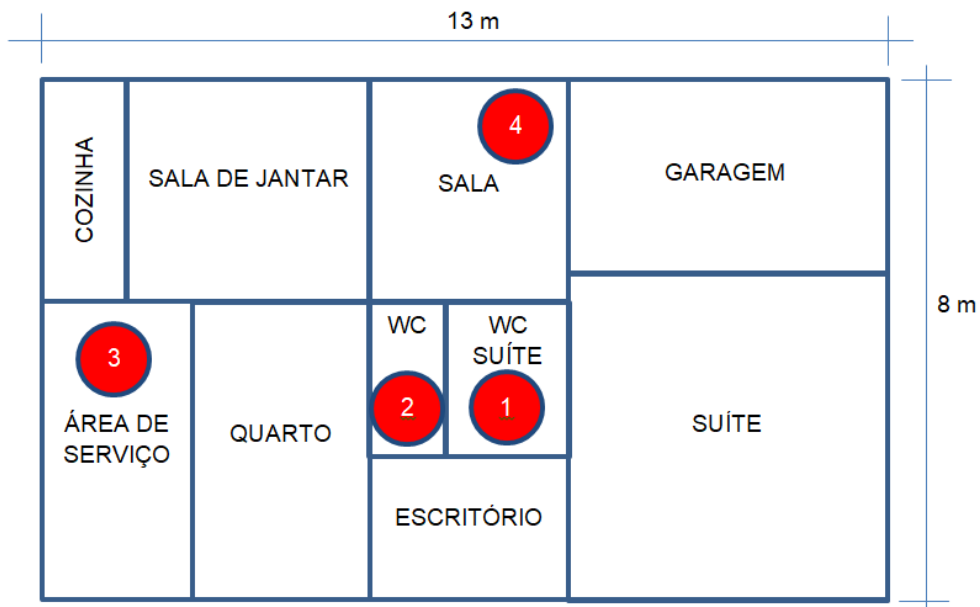 13 m
4
COZINHA
SALA DE JANTAR
SALA
GARAGEM
8 m
WC
WC
SUÍTE
3
2
1
ÁREA DE
SERVIÇO
QUARTO
SUÍTE
ESCRITÓRIO